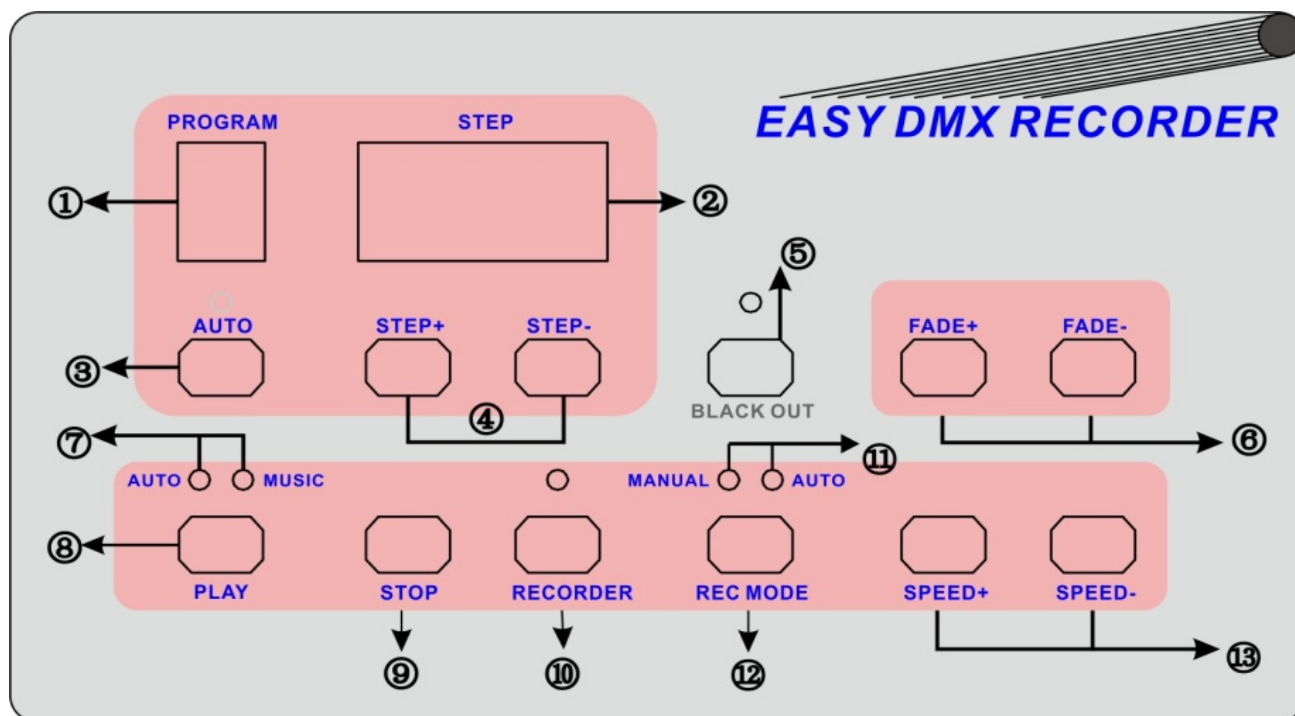 EASY DMX RECORDER
PROGRAM STEP
① ②
⑤
AUTO STEP+ STEP- FADE+ FADE-
③
④ BLACK OUT
⑦ ⑥
⑪
AUTO MUSIC MANUAL AUTO
⑧
PLAY STOP RECORDER REC MODE SPEED+ SPEED-
⑨ ⑩ ⑫ ⑬